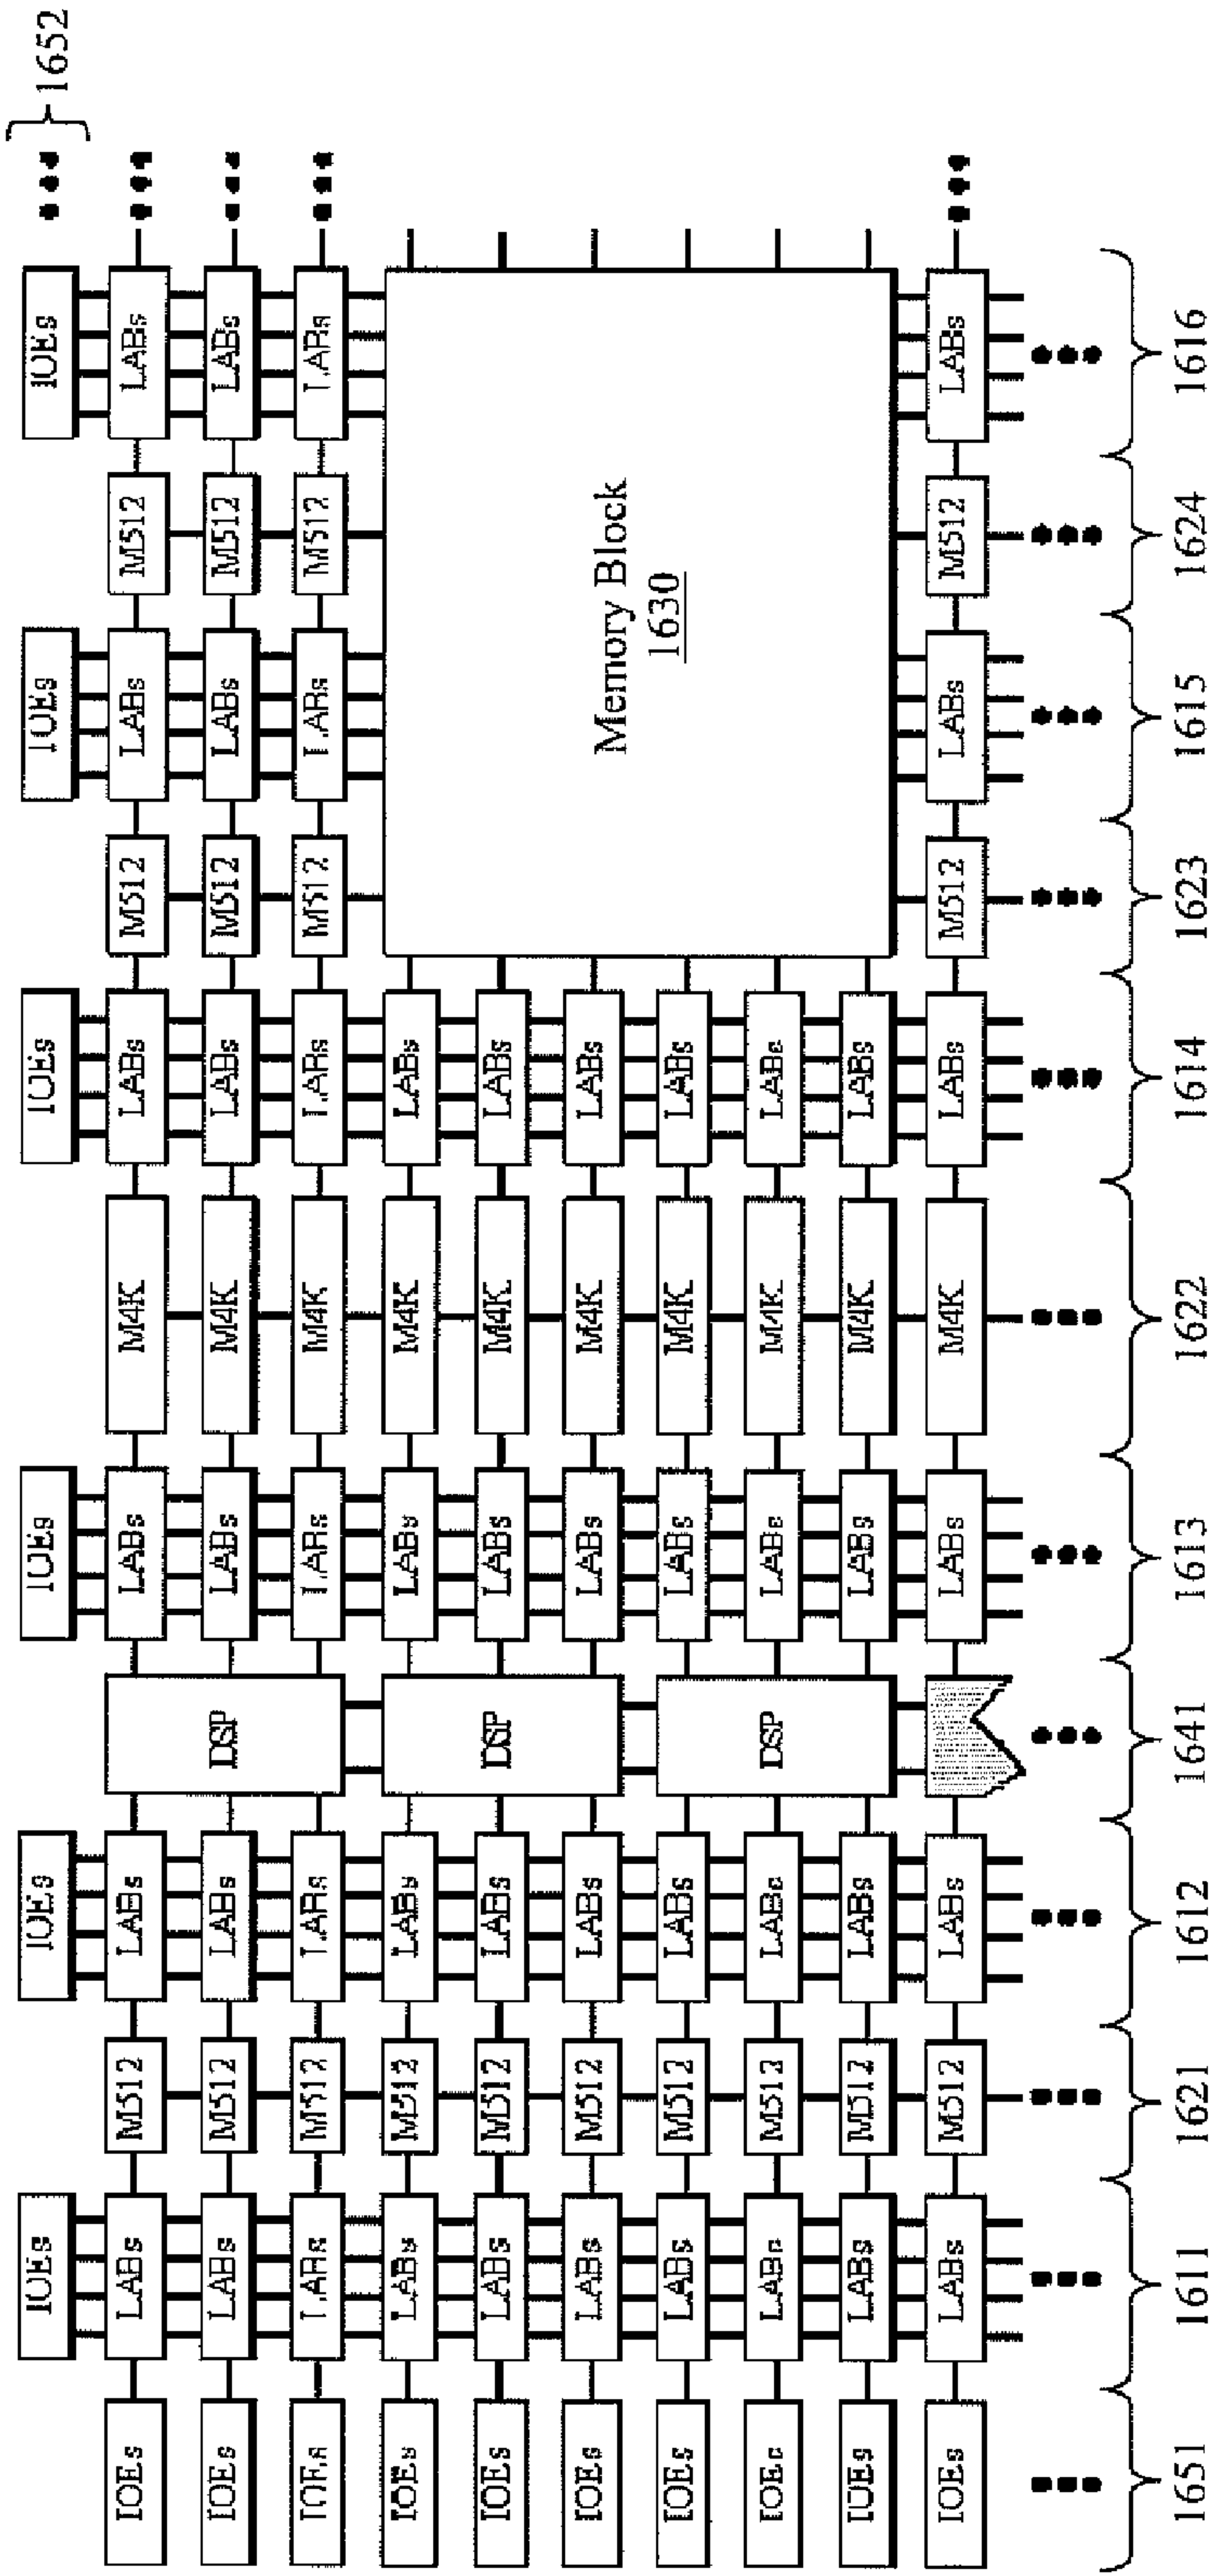 IOEs IOEs IOEs IOEs IOEs IOEs 1652
IOEs LABs M512 LABs LABs M4K LABs M512 LABs M512 LABs
IOEs LABs M512 LABs DSP LABs M4K LABs M512 LABs M512 LABs
IOEs LABs M512 LABs LABs M4K LABs M512 LABs M512 LABs
IOEs LABs M512 LABs LABs M4K LABs
IOEs LABs M512 LABs DSP LABs M4K LABs
IOEs LABs M512 LABs LABs M4K LABs Memory Block
IOEs LABs M512 LABs LABs M4K LABs 1630
IOEs LABs M512 LABs DSP LABs M4K LABs
IOEs LABs M512 LABs LABs M4K LABs
IOEs LABs M512 LABs LABs M4K LABs M512 LABs M512 LABs
1651 1611 1621 1612 1641 1613 1622 1614 1623 1615 1624 1616